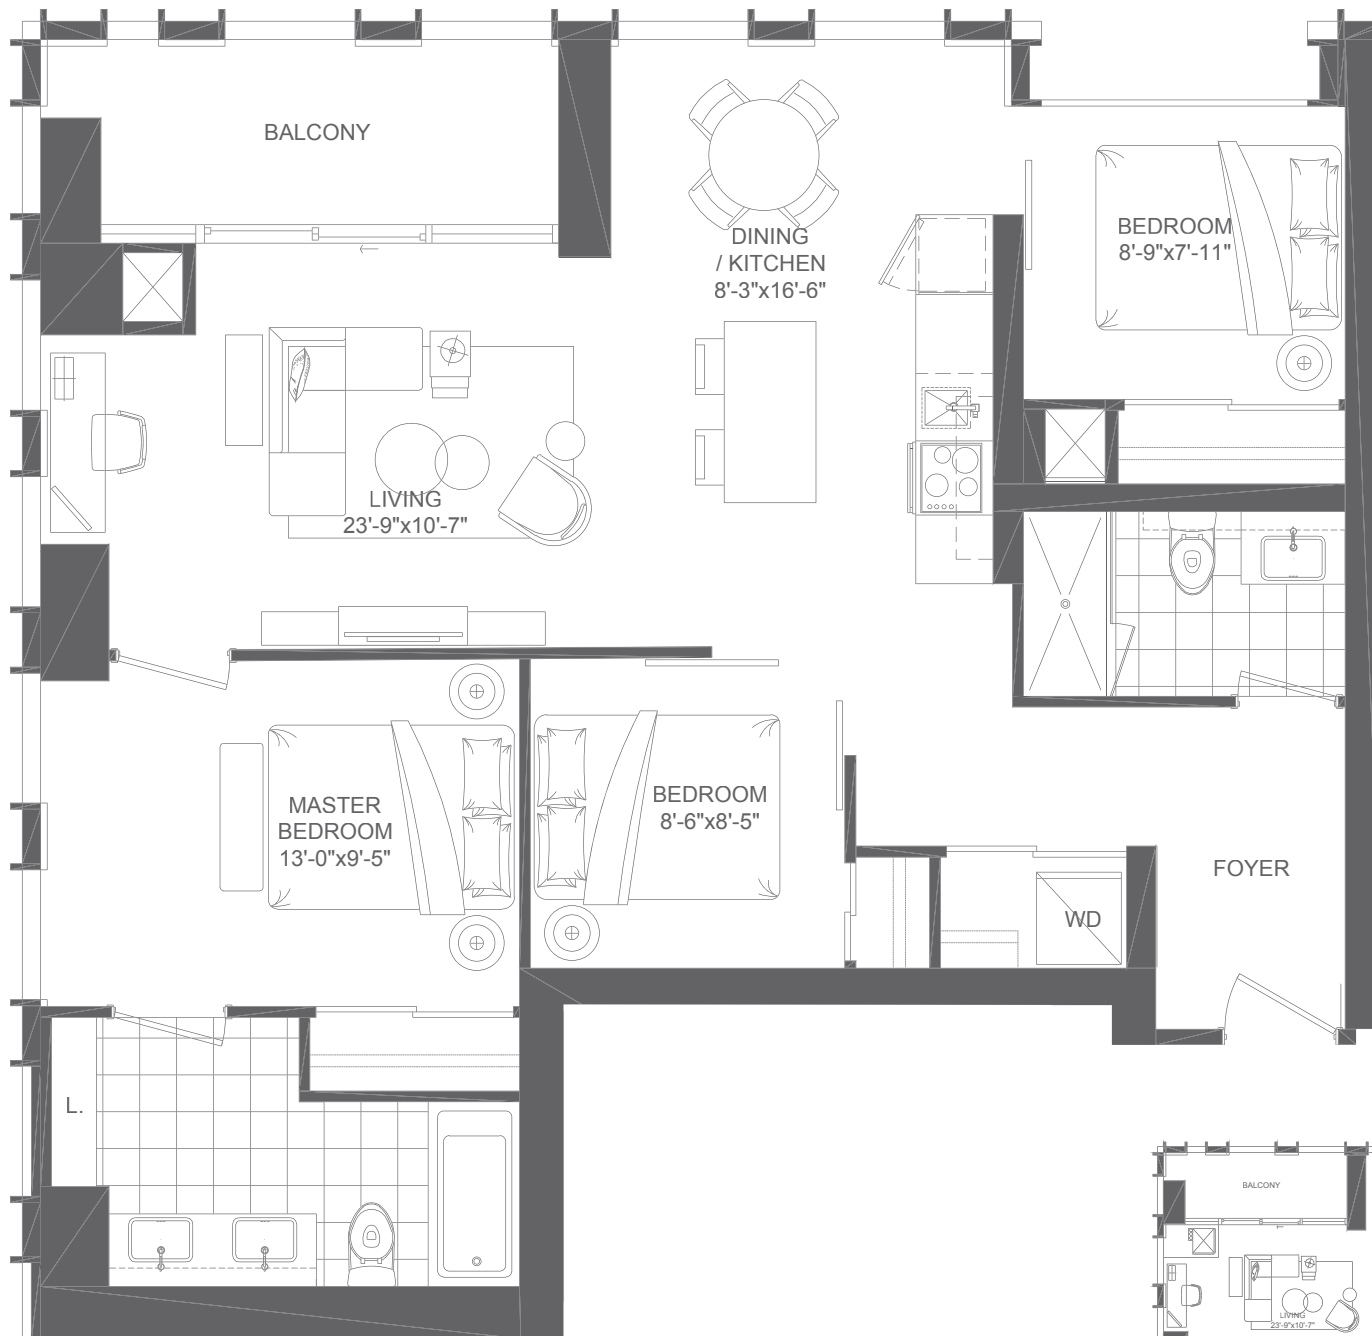 BALCONY
DINING
/ KITCHEN
8'-3"x16'-6"
BEDROOM
8'-9"x7'-11"
LIVING
23'-9"x10'-7"
MASTER
BEDROOM
13'-0"x9'-5"
BEDROOM
8'-6"x8'-5"
FOYER
WD
L.
BALCONY
LIVING
23'-9"x10'-7"